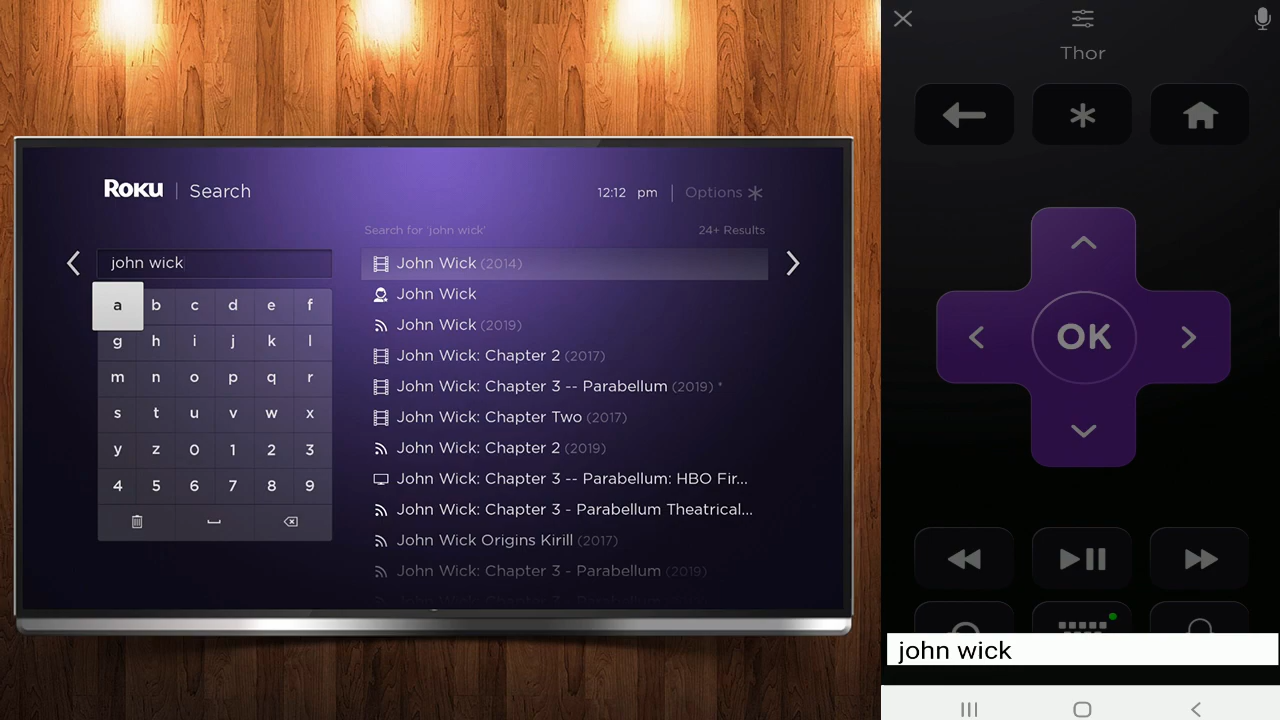 Roku | Search
12:12 pm | Options *
Search for 'john wick'
24+ Results
john wick
a b c d e f
g h i j k l
m n o p q r
s t u v w x
y z 0 1 2 3
4 5 6 7 8 9
John Wick (2014)
John Wick
John Wick (2019)
John Wick: Chapter 2 (2017)
John Wick: Chapter 3 -- Parabellum (2019) *
John Wick: Chapter Two (2017)
John Wick: Chapter 2 (2019)
John Wick: Chapter 3 -- Parabellum: HBO Fir...
John Wick: Chapter 3 - Parabellum Theatrical...
John Wick Origins Kirill (2017)
John Wick: Chapter 3 - Parabellum (2019)
Thor
OK
john wick